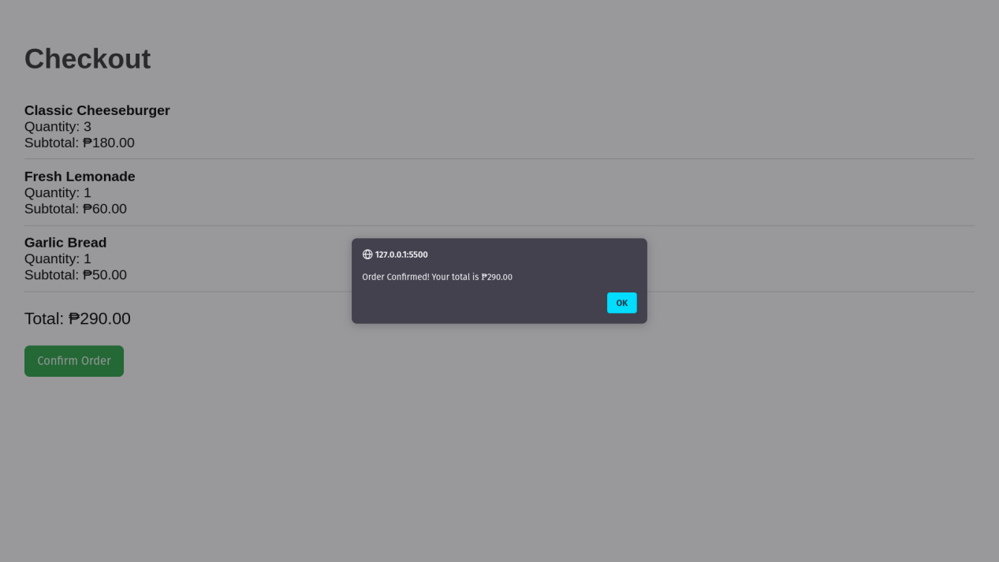 Checkout
Classic Cheeseburger
Quantity: 3
Subtotal: ₱180.00
Fresh Lemonade
Quantity: 1
Subtotal: ₱60.00
Garlic Bread
Quantity: 1
Subtotal: ₱50.00
Total: ₱290.00
Confirm Order
127.0.0.1:5500
Order Confirmed! Your total is ₱290.00
OK